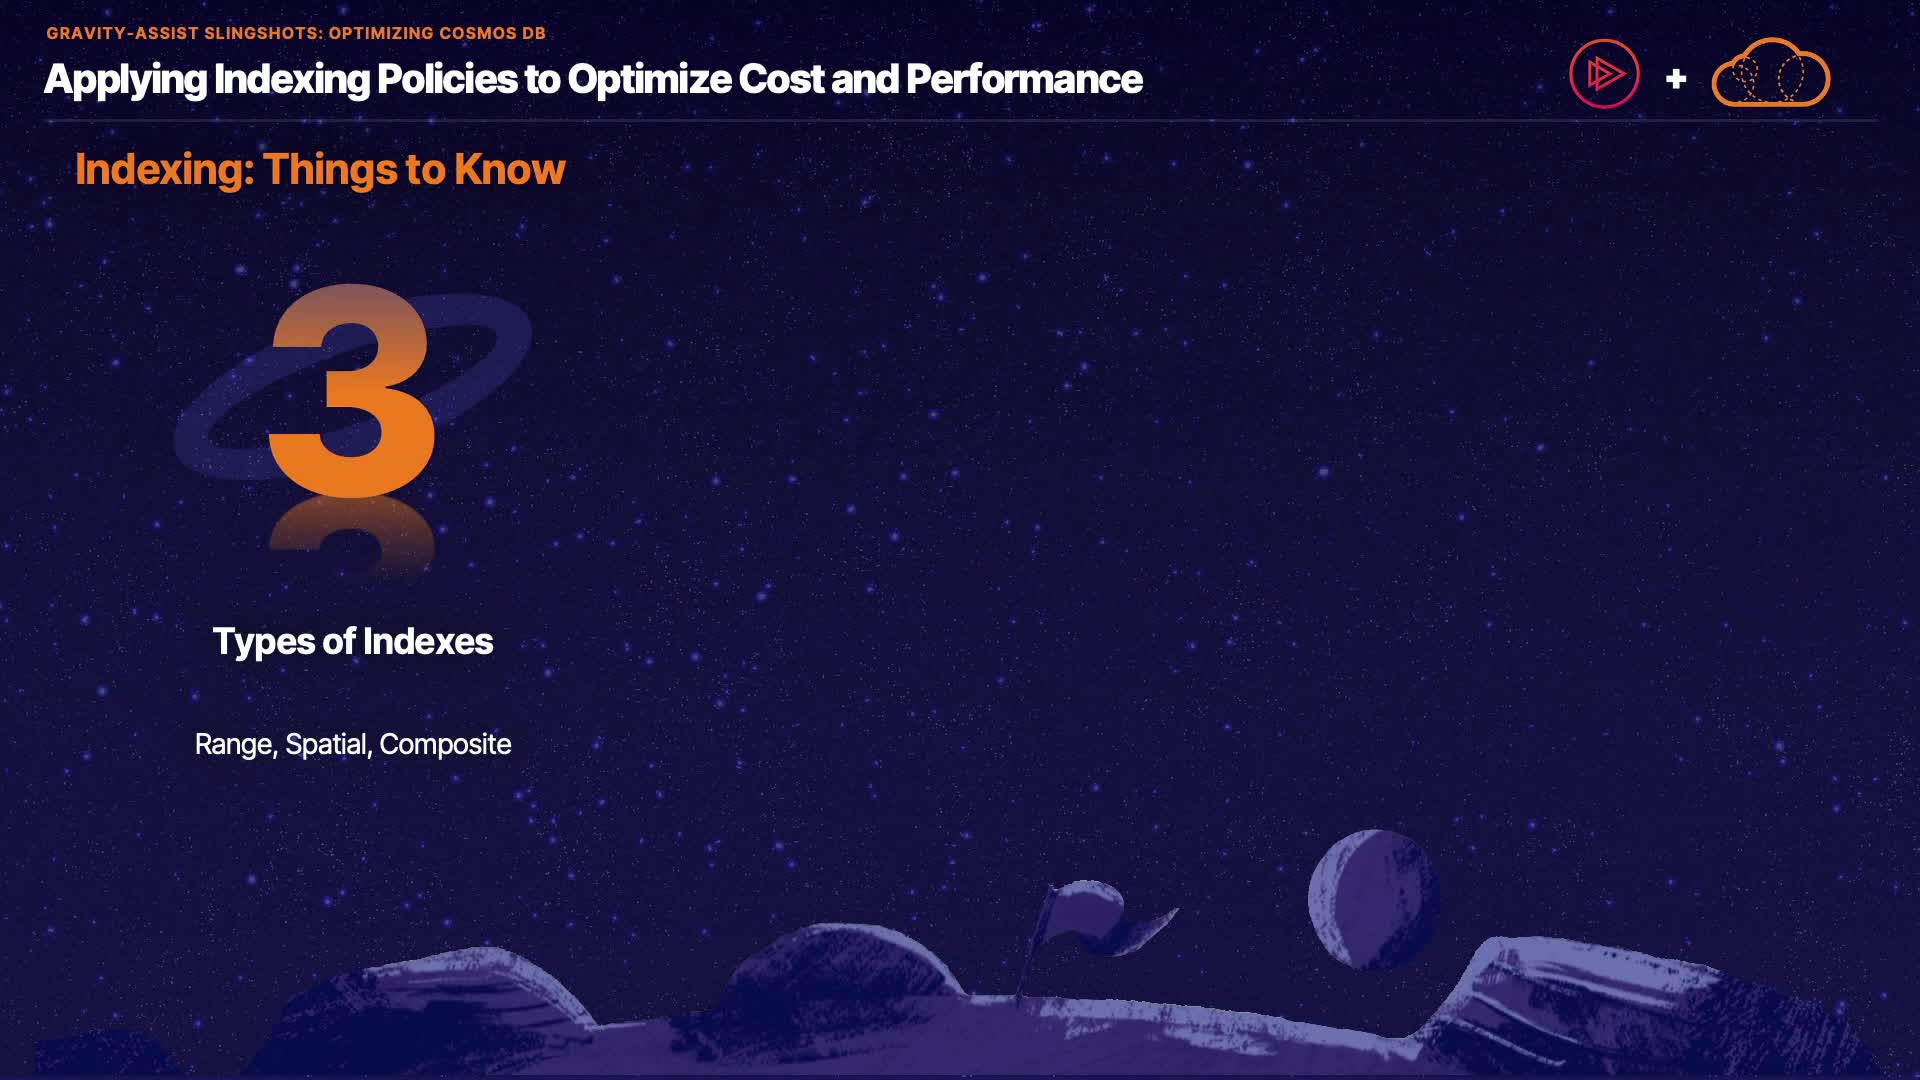 GRAVITY-ASSIST SLINGSHOTS: OPTIMIZING COSMOS DB
Applying Indexing Policies to Optimize Cost and Performance
+
Indexing: Things to Know
3
Types of Indexes
Range, Spatial, Composite